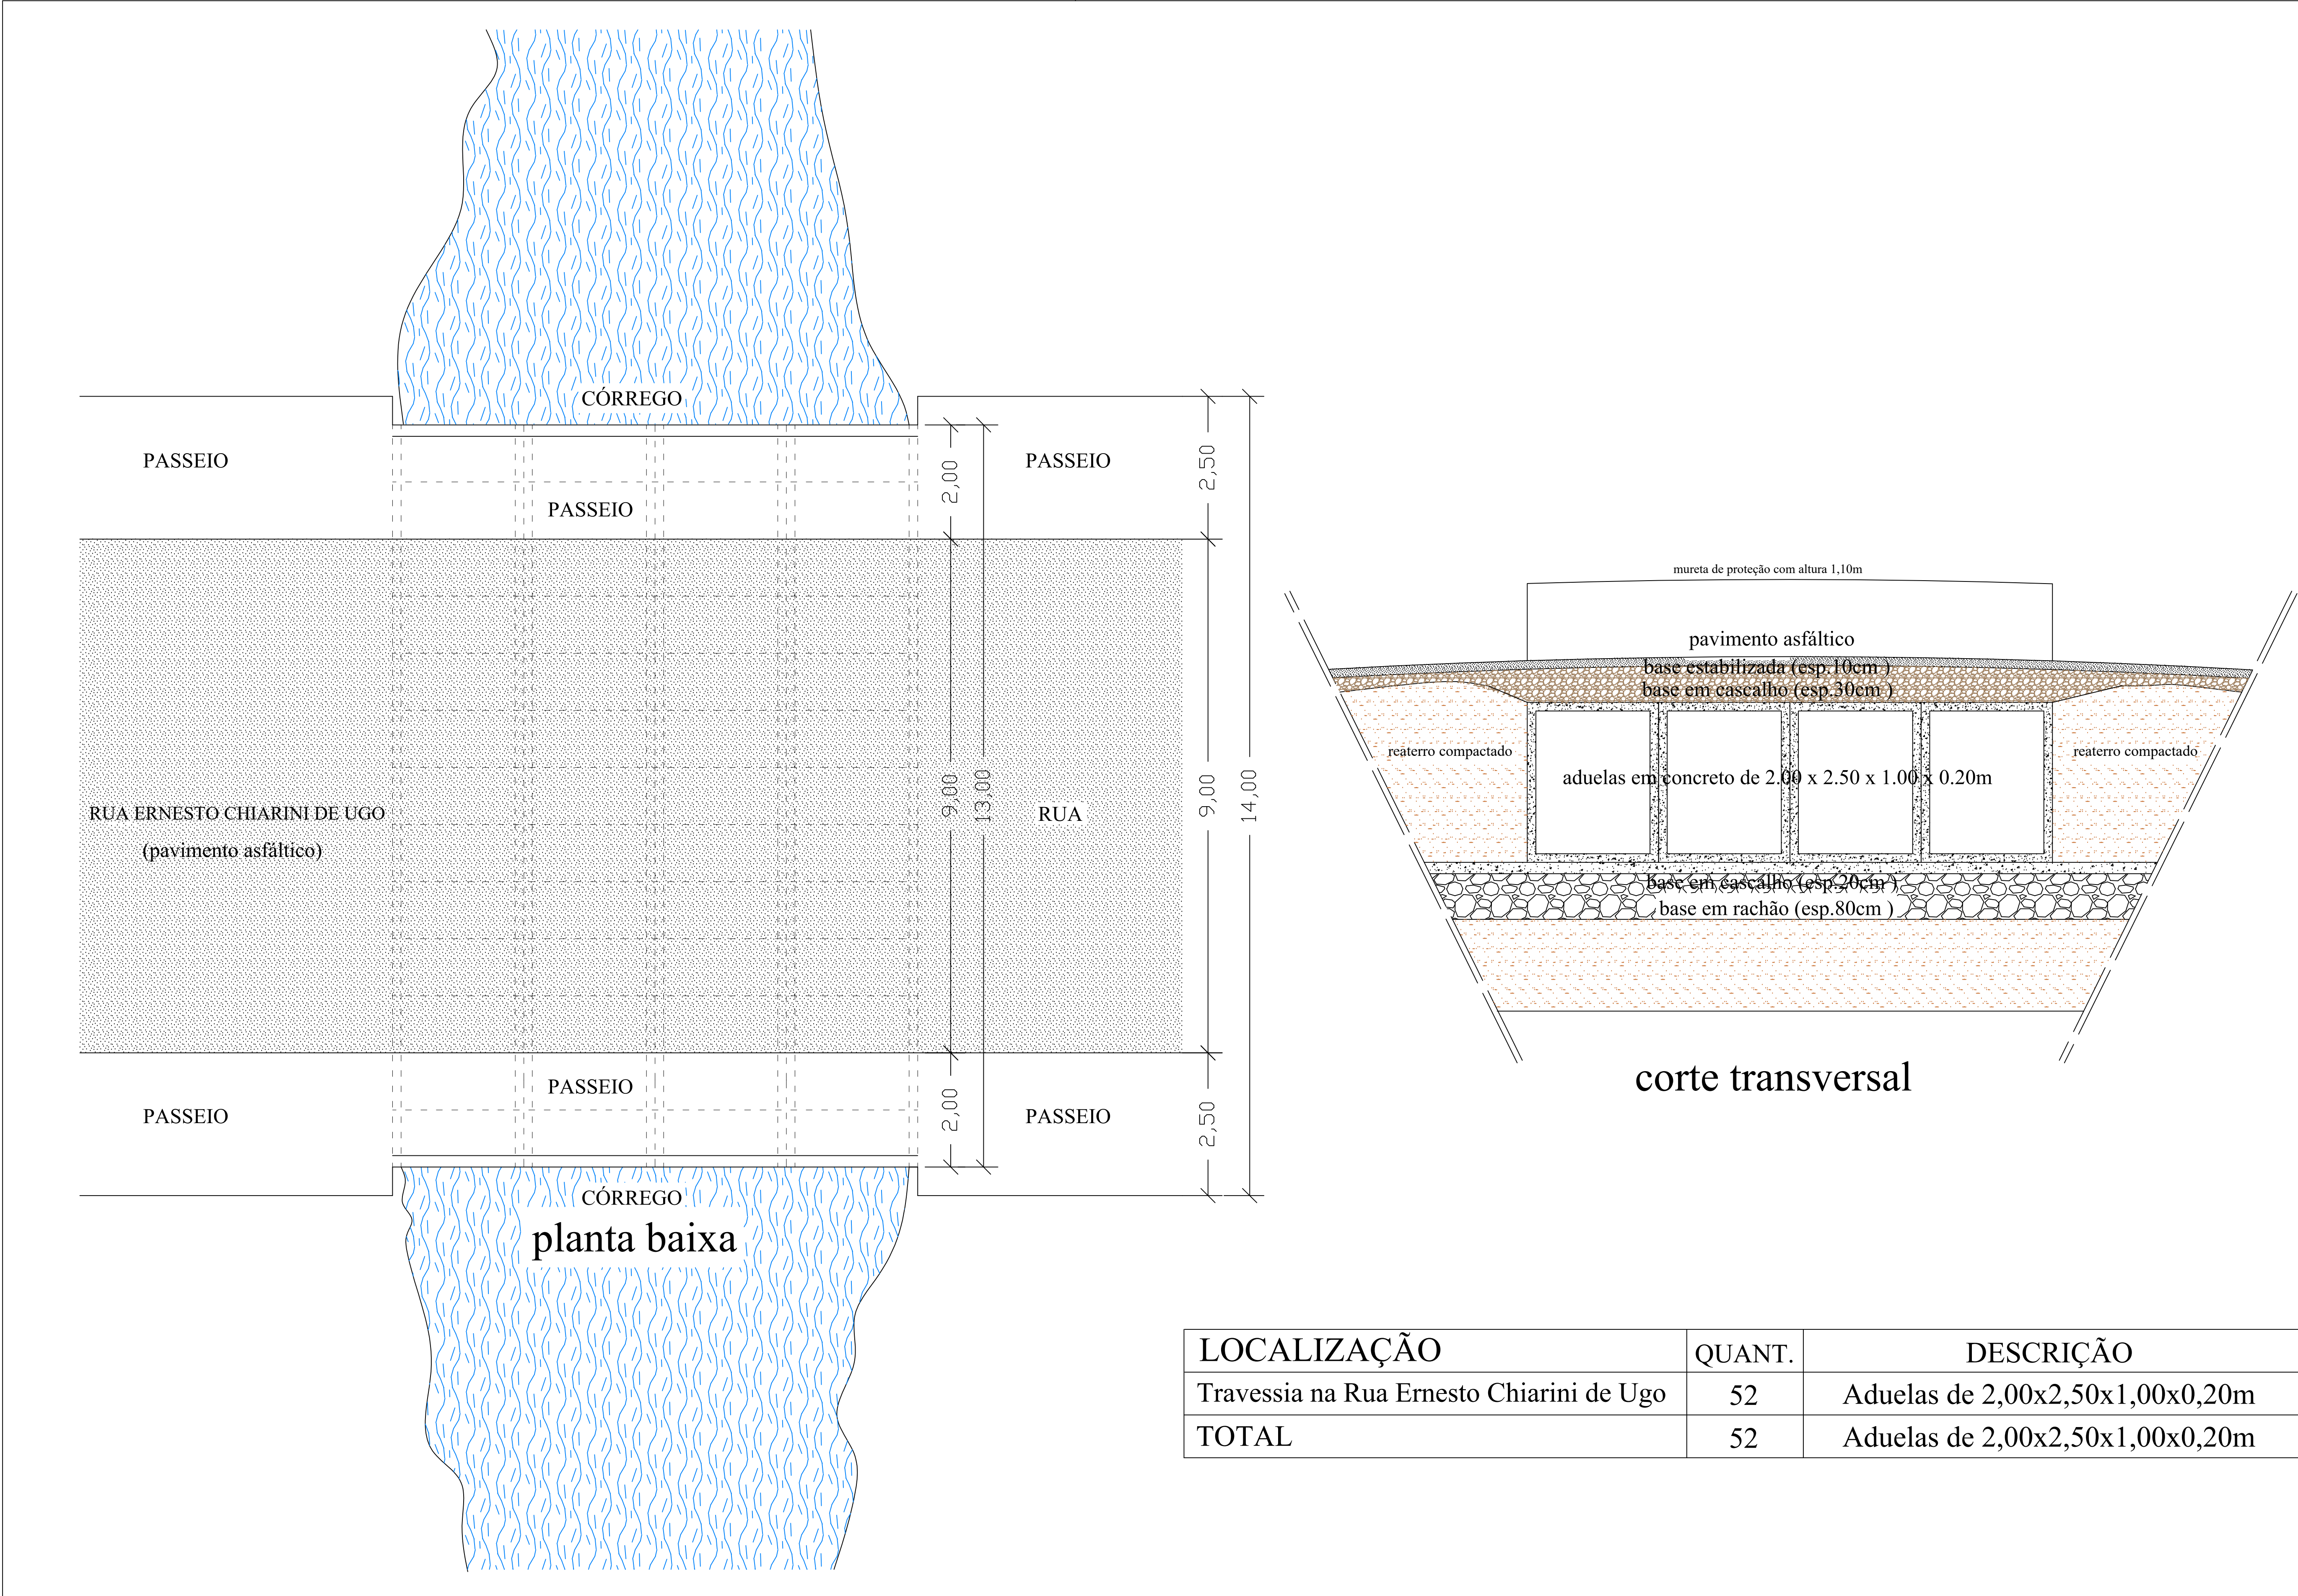 CÓRREGO
PASSEIO
PASSEIO
PASSEIO
2,00
2,50
RUA ERNESTO CHIARINI DE UGO
(pavimento asfáltico)
9,00
13,00
RUA
9,00
14,00
PASSEIO
PASSEIO
PASSEIO
2,00
2,50
CÓRREGO
planta baixa
mureta de proteção com altura 1,10m
pavimento asfáltico
base estabilizada (esp.10cm )
base em cascalho (esp.30cm )
reaterro compactado
reaterro compactado
aduelas em concreto de 2.00 x 2.50 x 1.00 x 0.20m
base em cascalho (esp.20cm )
base em rachão (esp.80cm )
corte transversal
LOCALIZAÇÃO QUANT. DESCRIÇÃO
Travessia na Rua Ernesto Chiarini de Ugo 52 Aduelas de 2,00x2,50x1,00x0,20m
TOTAL 52 Aduelas de 2,00x2,50x1,00x0,20m